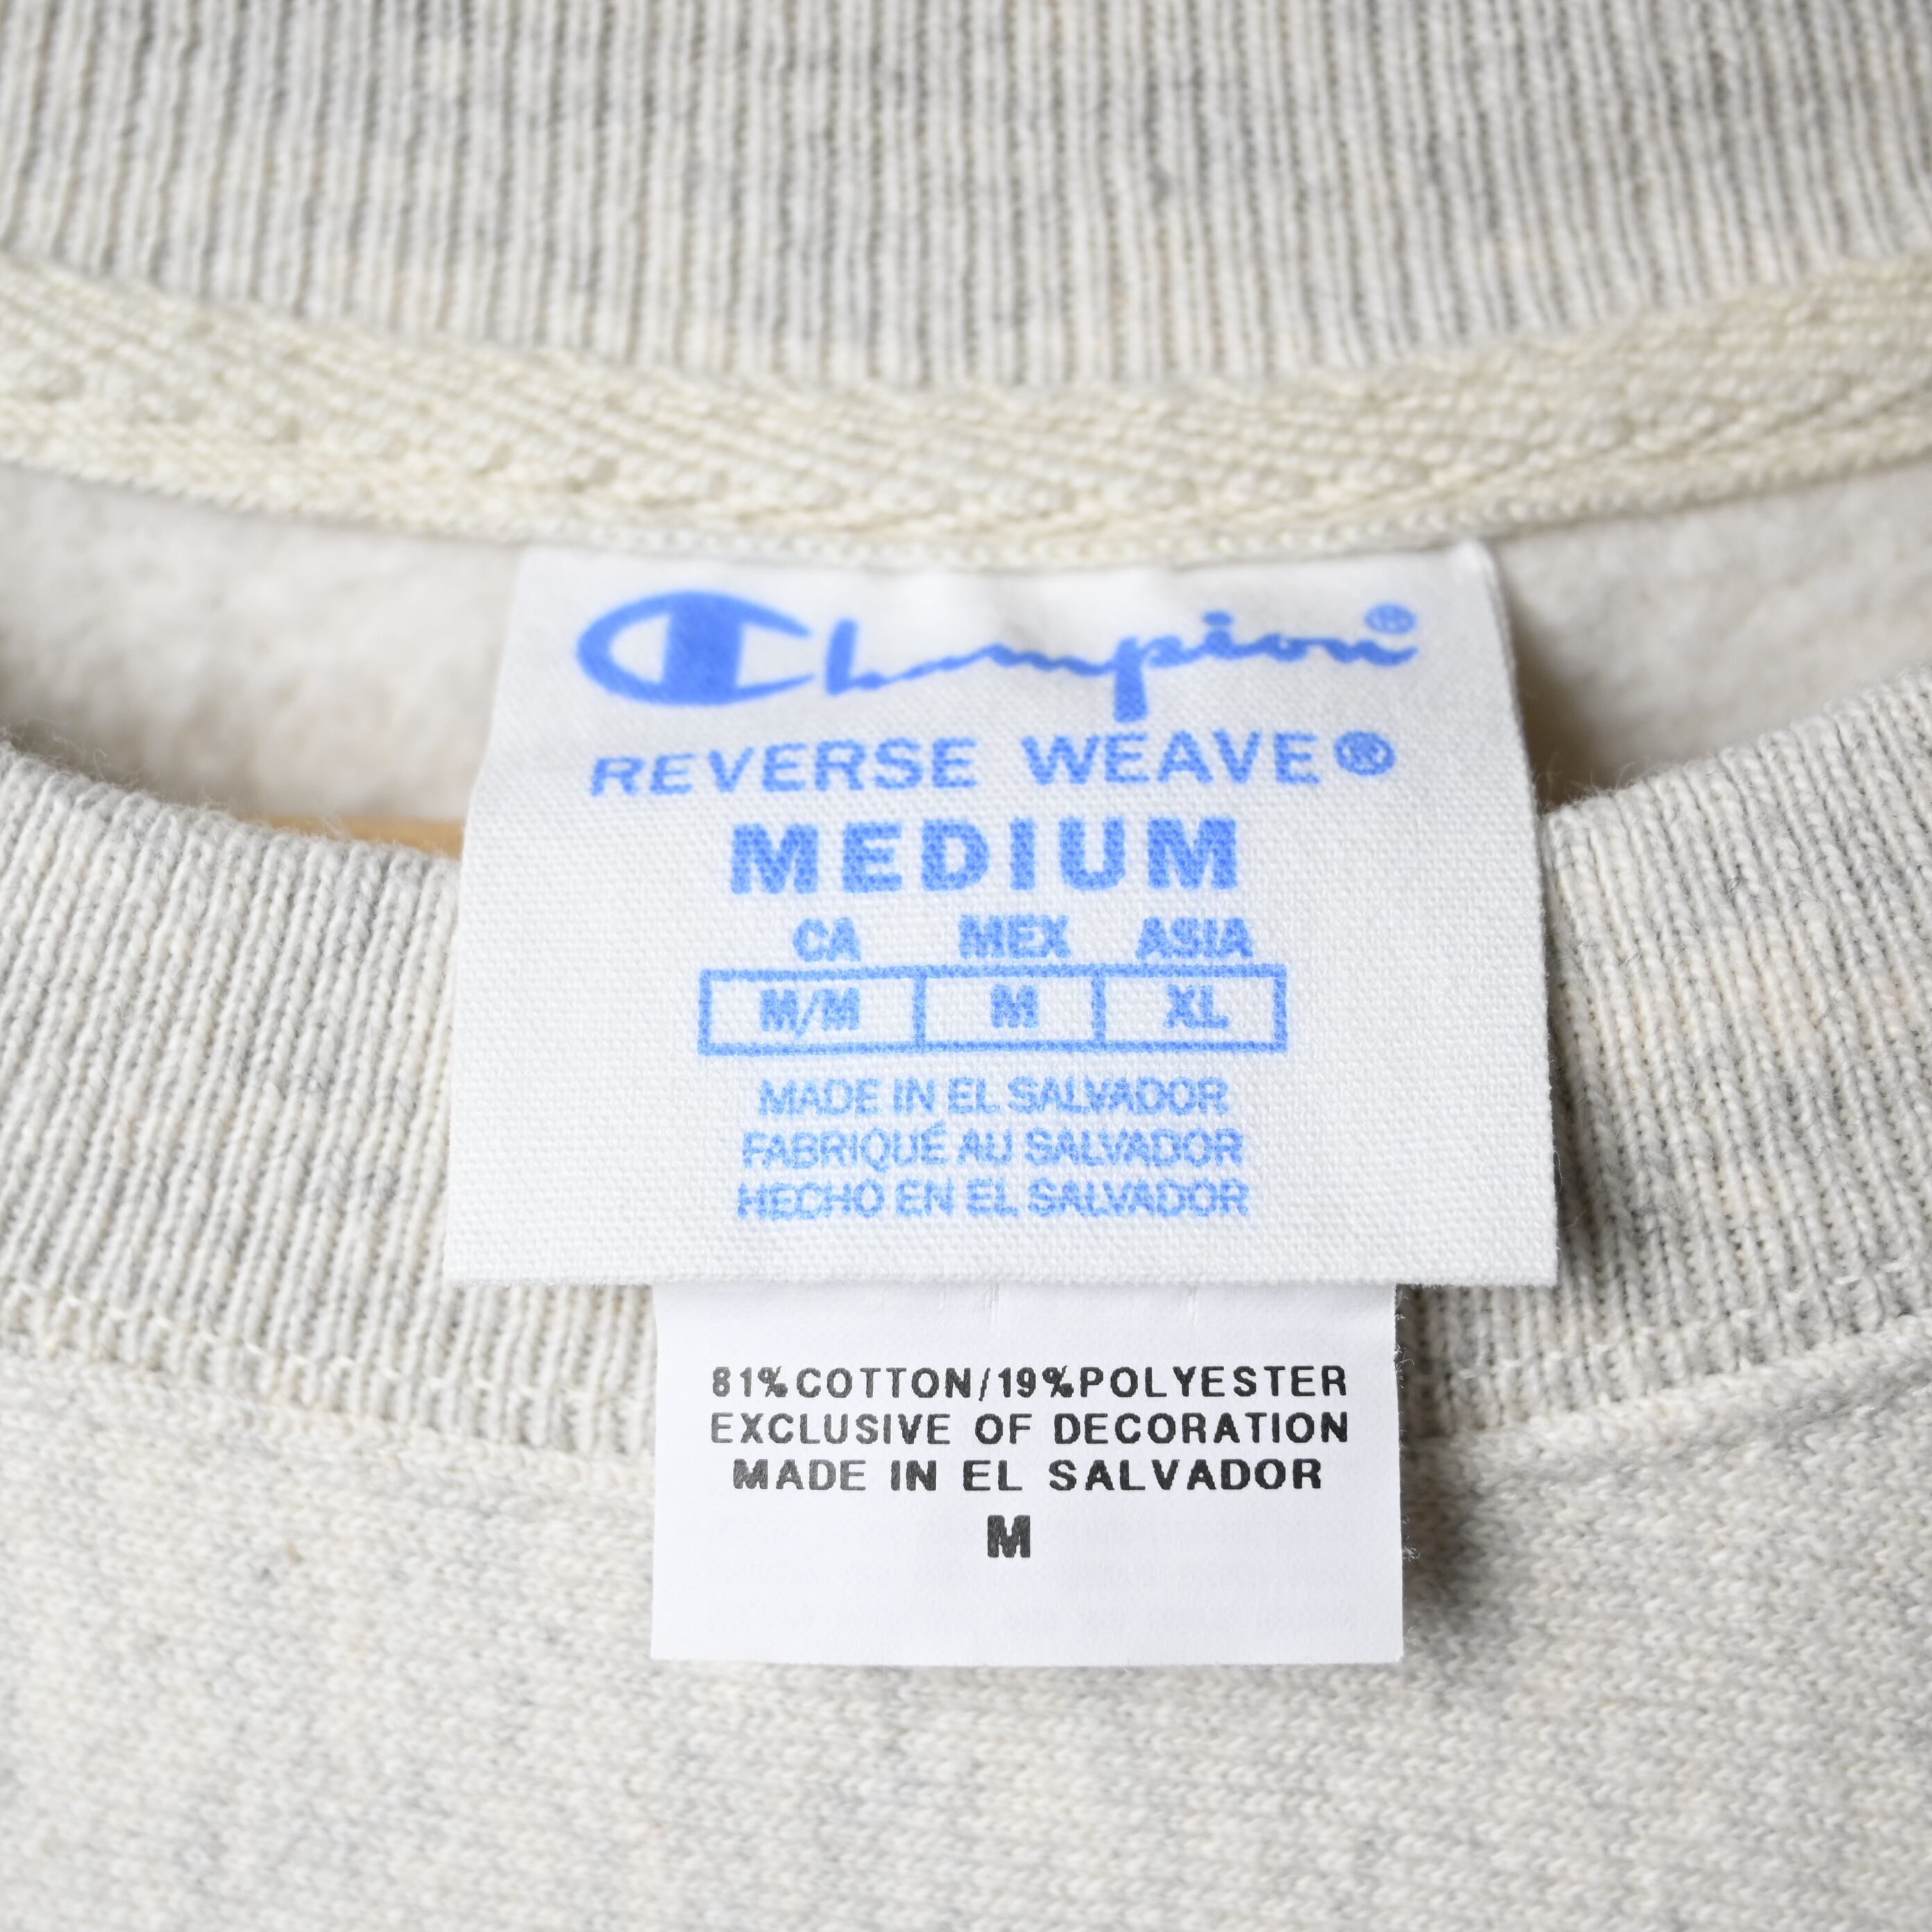 Champion®
REVERSE WEAVE®
MEDIUM
CA MEX ASIA
M/M M XL
MADE IN EL SALVADOR
FABRIQUÉ AU SALVADOR
HECHO EN EL SALVADOR
81%COTTON/19%POLYESTER
EXCLUSIVE OF DECORATION
MADE IN EL SALVADOR
M